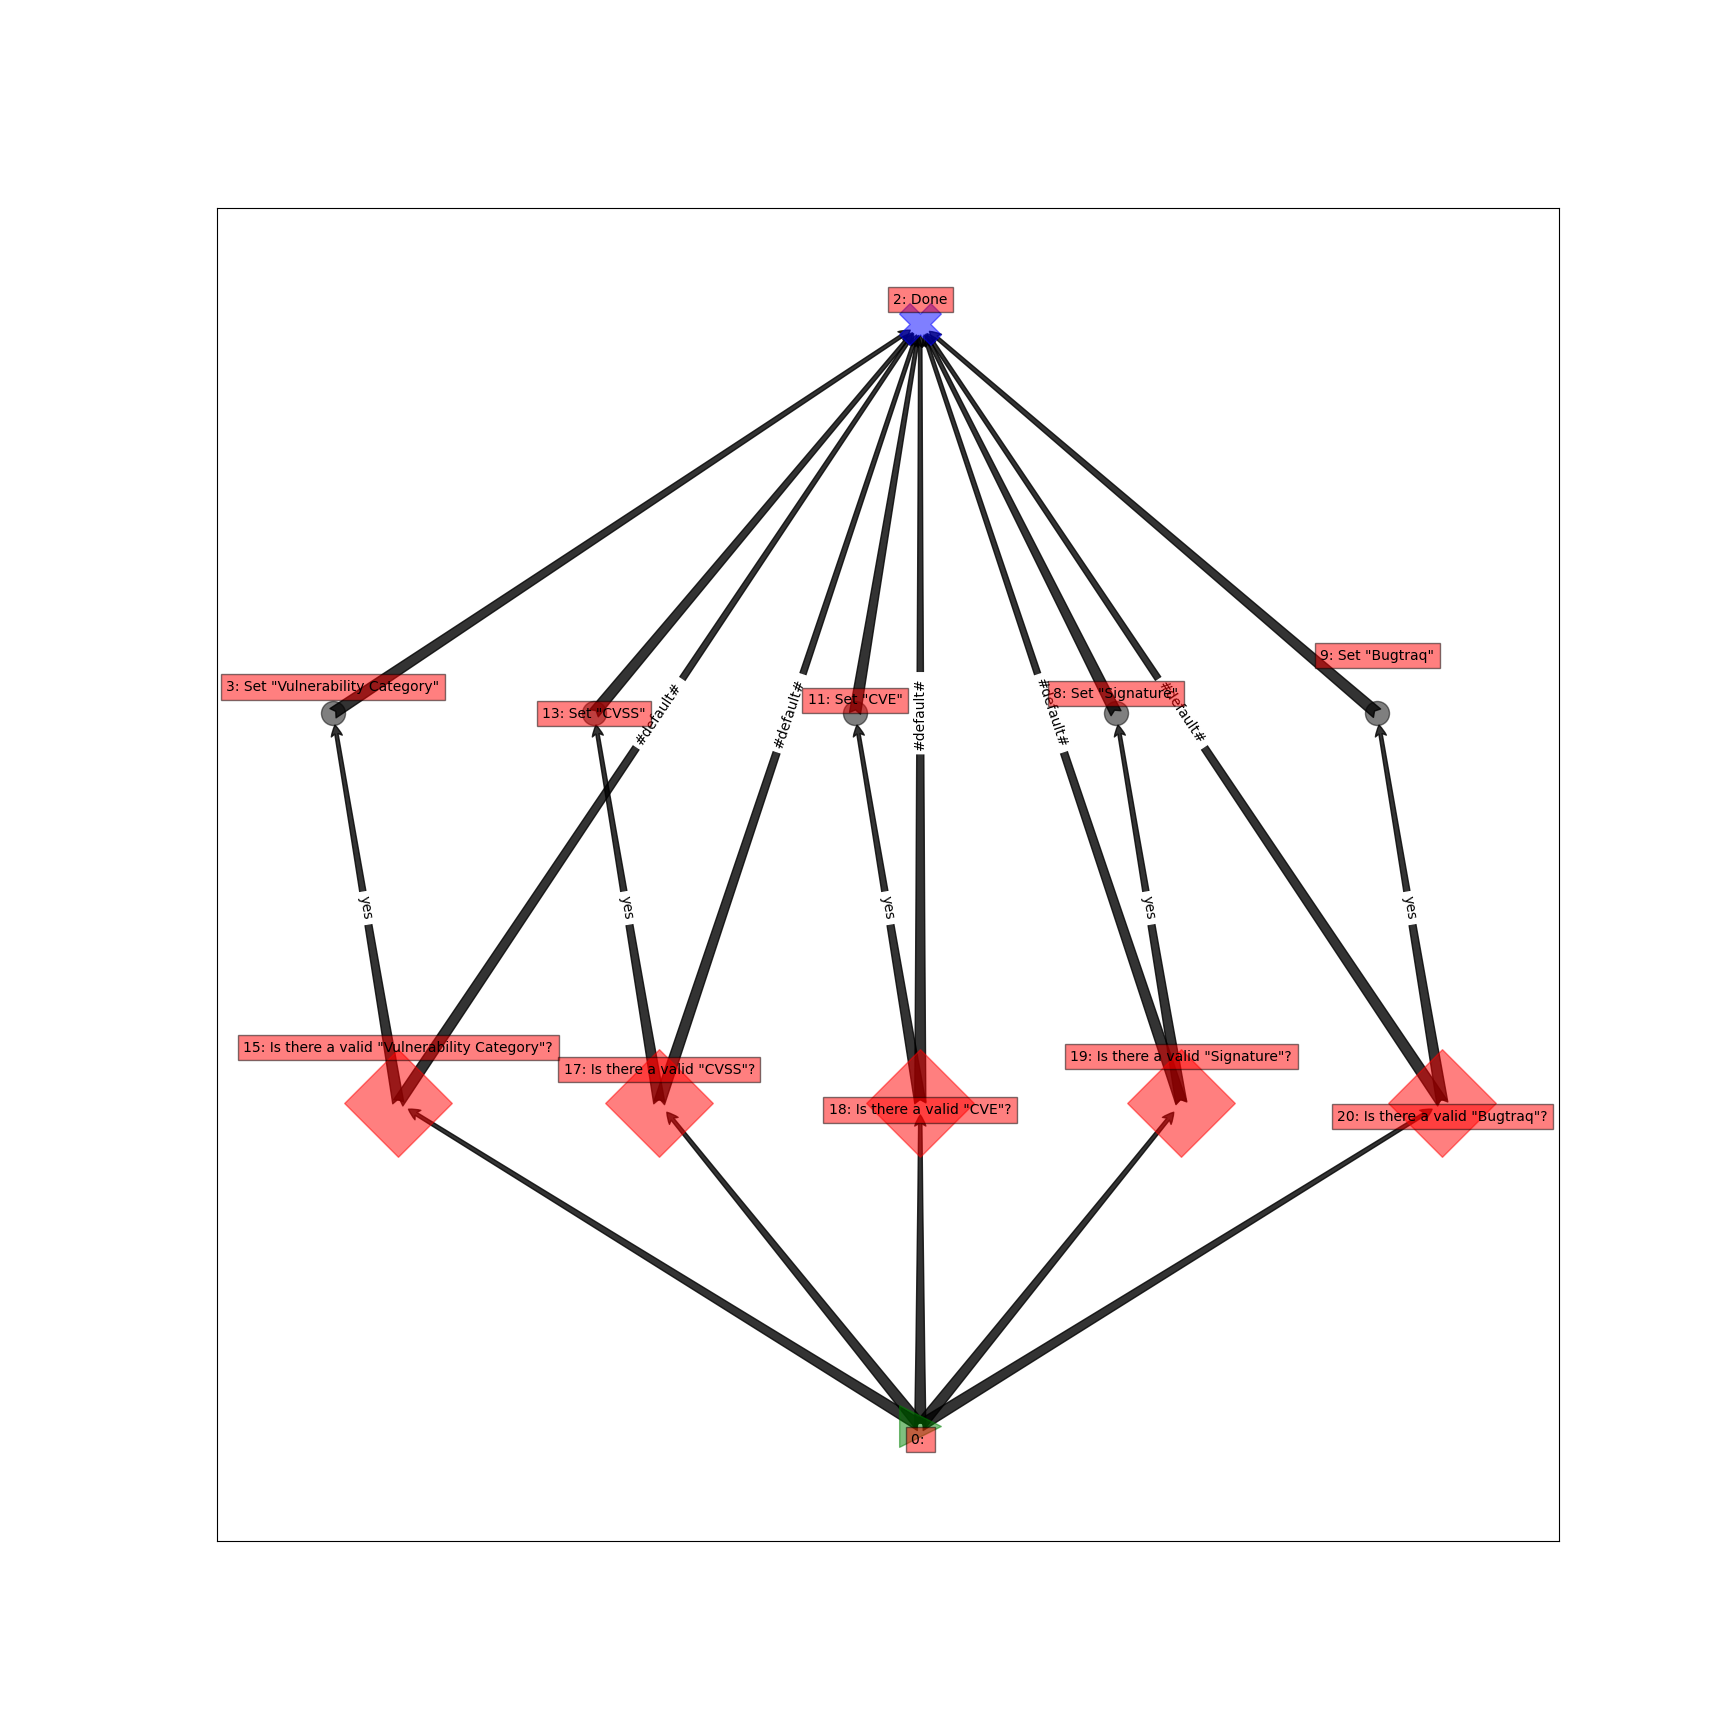 2: Done
9: Set "Bugtraq"
3: Set "Vulnerability Category"
8: Set "Signature"
11: Set "CVE"
13: Set "CVSS"
#default#
#default#
#default#
#default#
#default#
yes
yes
yes
yes
yes
15: Is there a valid "Vulnerability Category"?
19: Is there a valid "Signature"?
17: Is there a valid "CVSS"?
18: Is there a valid "CVE"?
20: Is there a valid "Bugtraq"?
0: